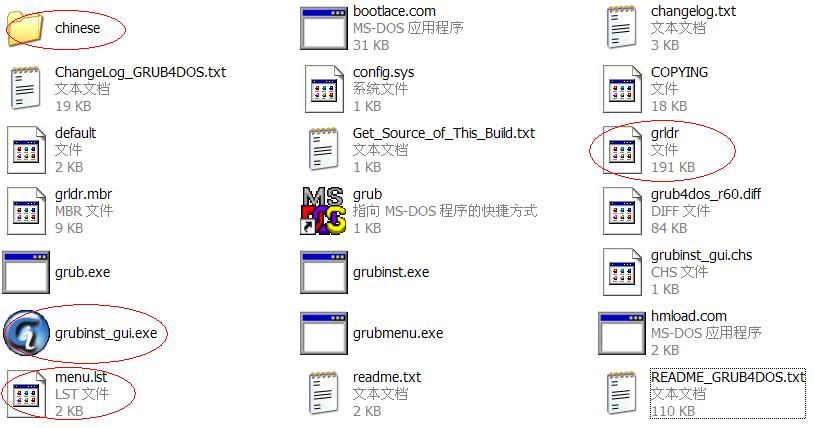 chinese
bootlace.com
MS-DOS 应用程序
31 KB
changelog.txt
文本文档
3 KB
ChangeLog_GRUB4DOS.txt
文本文档
19 KB
config.sys
系统文件
1 KB
COPYING
文件
18 KB
default
文件
2 KB
Get_Source_of_This_Build.txt
文本文档
1 KB
grldr
文件
191 KB
grldr.mbr
MBR 文件
9 KB
MS
grub
指向 MS-DOS 程序的快捷方式
1 KB
grub4dos_r60.diff
DIFF 文件
84 KB
grub.exe
grubinst.exe
grubinst_gui.chs
CHS 文件
1 KB
grubinst_gui.exe
grubmenu.exe
hmload.com
MS-DOS 应用程序
2 KB
menu.lst
LST 文件
2 KB
readme.txt
文本文档
2 KB
README_GRUB4DOS.txt
文本文档
110 KB